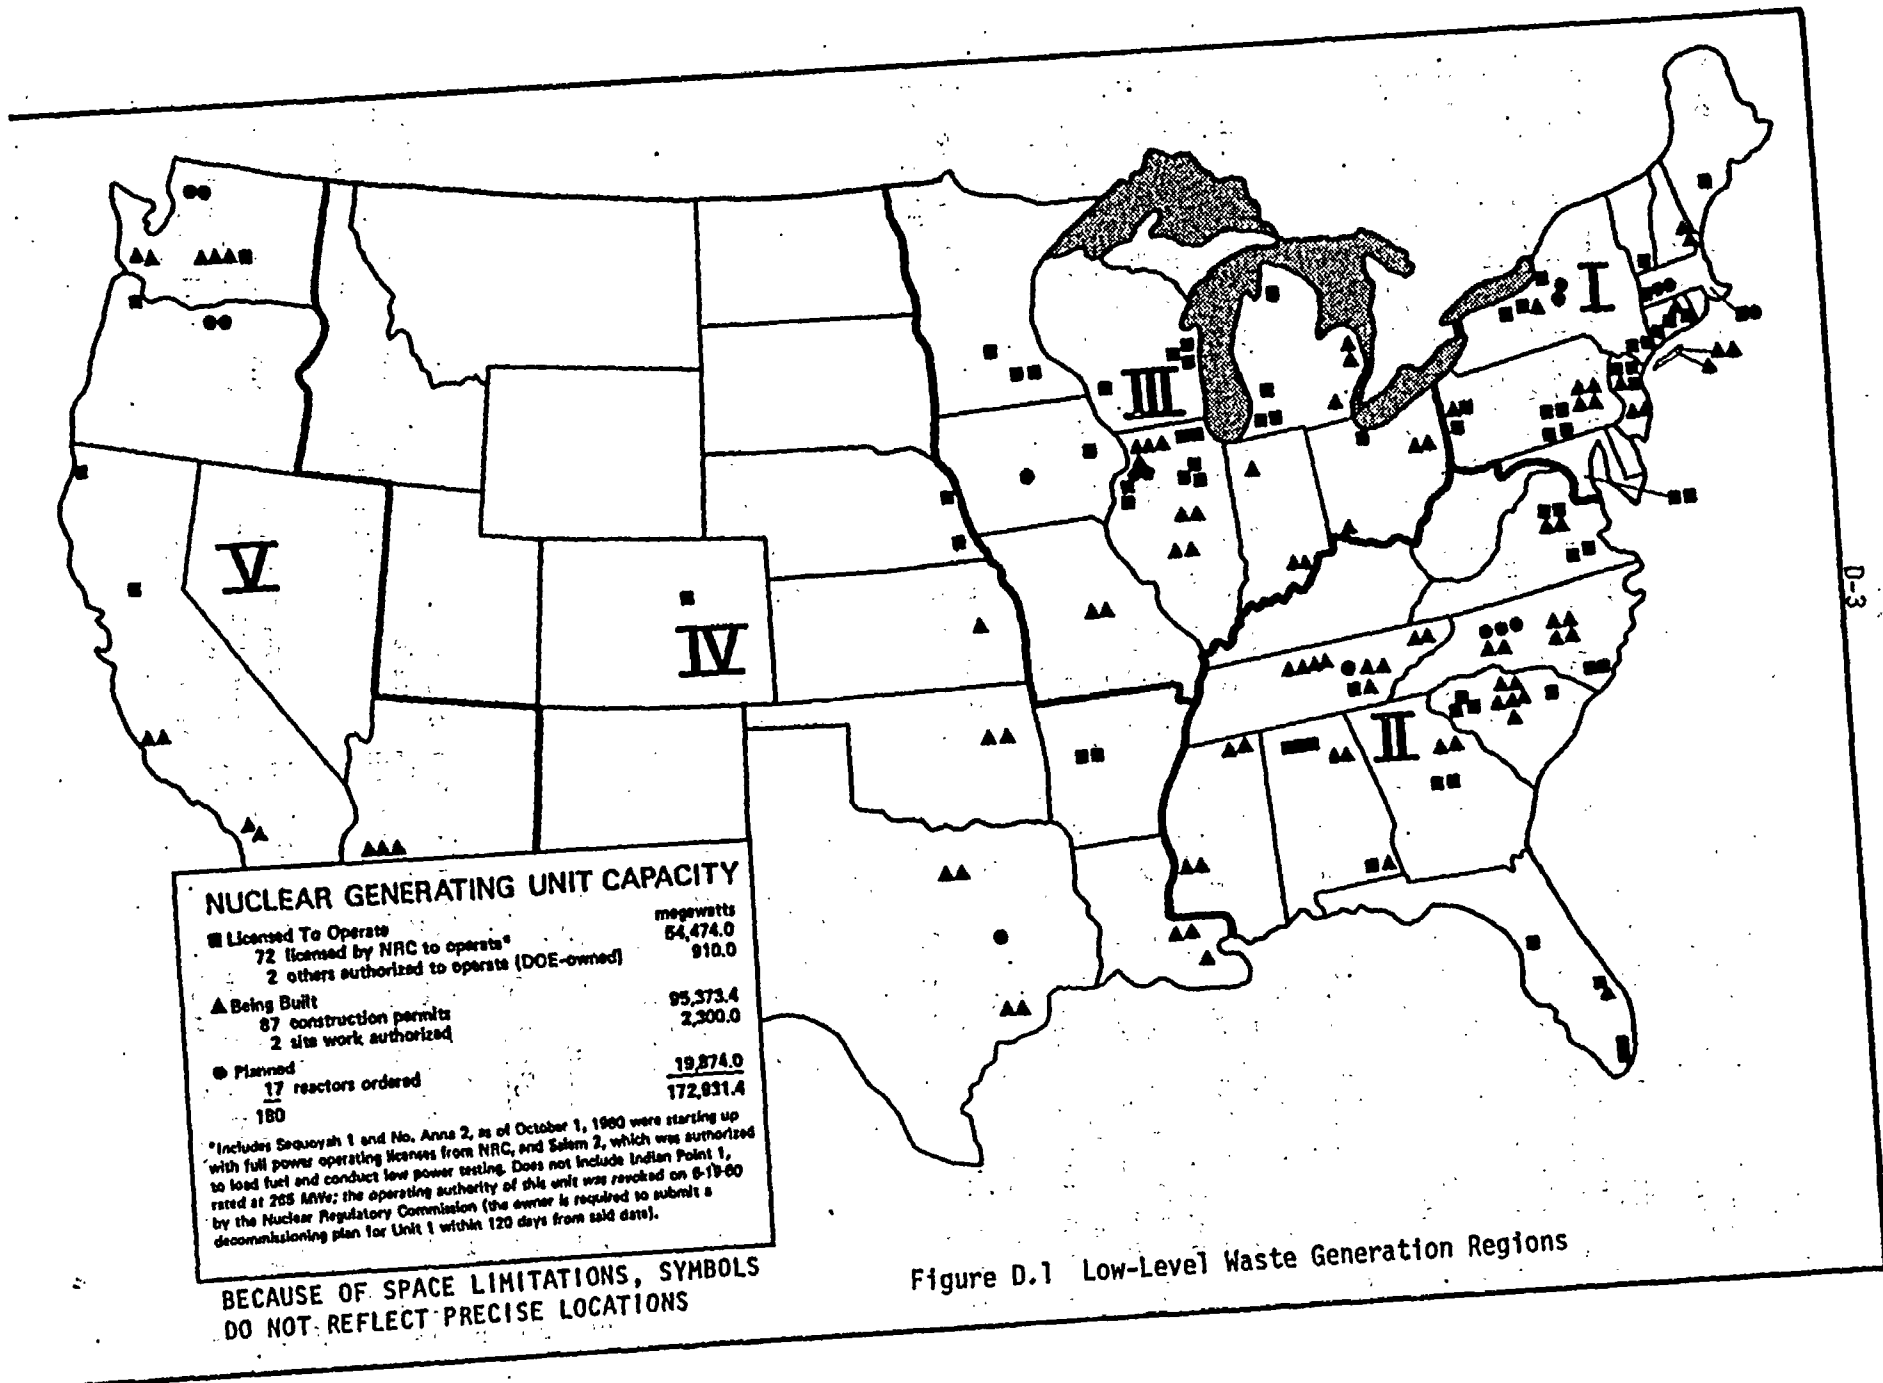 I
III
V
IV
II
D-3
NUCLEAR GENERATING UNIT CAPACITY
megawatts
■ Licensed To Operate 54,474.0
72 licensed by NRC to operate*
2 others authorized to operate (DOE-owned) 910.0
▲ Being Built 95,373.4
87 construction permits
2 site work authorized 2,300.0
● Planned 19,874.0
17 reactors ordered
180 172,931.4
*Includes Sequoyah 1 and No. Anna 2, as of October 1, 1980 were starting up
with full power operating licenses from NRC, and Salem 2, which was authorized
to load fuel and conduct low power testing. Does not include Indian Point 1,
rated at 265 MWe; the operating authority of this unit was revoked on 6-19-80
by the Nuclear Regulatory Commission (the owner is required to submit a
decommissioning plan for Unit 1 within 120 days from said date).
BECAUSE OF SPACE LIMITATIONS, SYMBOLS
DO NOT REFLECT PRECISE LOCATIONS
Figure D.1 Low-Level Waste Generation Regions